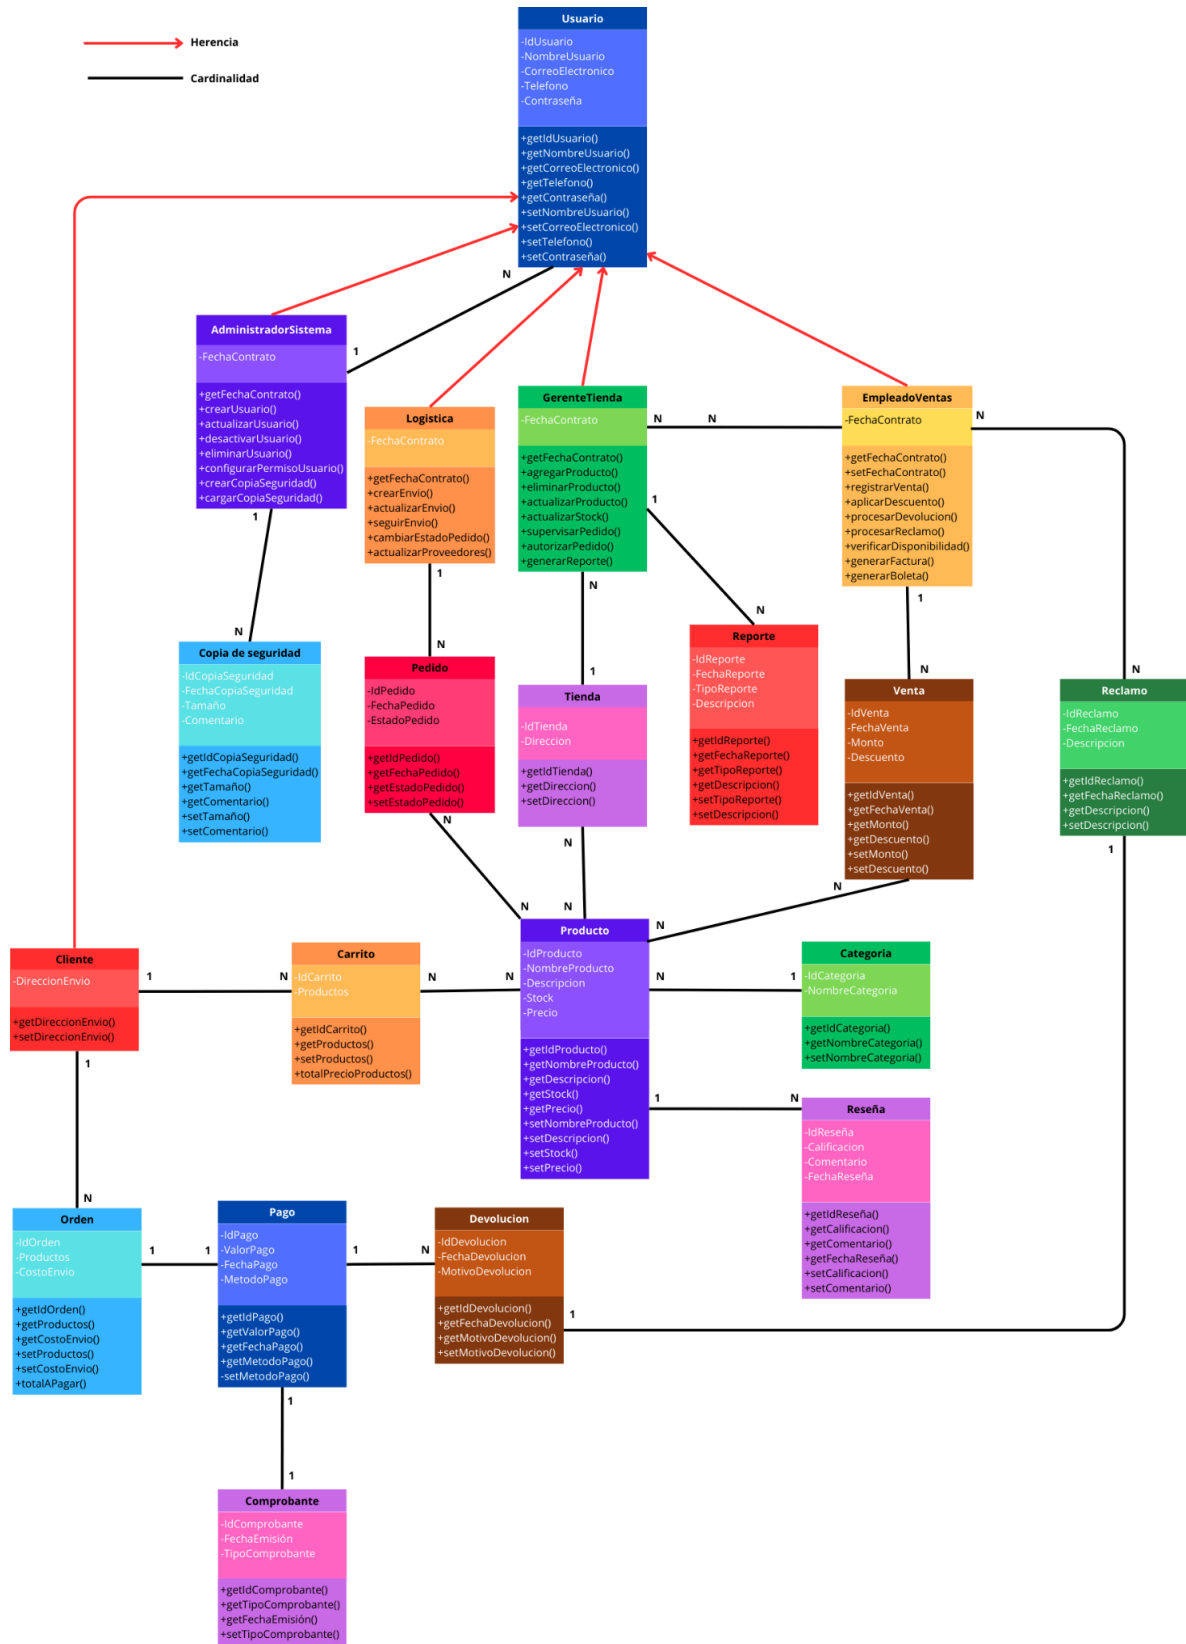 Herencia
Cardinalidad
Usuario
-IdUsuario
-NombreUsuario
-CorreoElectronico
-Telefono
-Contraseña
+getIdUsuario()
+getNombreUsuario()
+getCorreoElectronico()
+getTelefono()
+getContraseña()
+setNombreUsuario()
+setCorreoElectronico()
+setTelefono()
+setContraseña()
N
1
AdministradorSistema
-FechaContrato
+getFechaContrato()
+crearUsuario()
+actualizarUsuario()
+desactivarUsuario()
+eliminarUsuario()
+configurarPermisoUsuario()
+crearCopiaSeguridad()
+cargarCopiaSeguridad()
1
N
Logistica
-FechaContrato
+getFechaContrato()
+crearEnvio()
+actualizarEnvio()
+seguirEnvio()
+cambiarEstadoPedido()
+actualizarProveedores()
1
N
GerenteTienda
-FechaContrato
+getFechaContrato()
+agregarProducto()
+eliminarProducto()
+actualizarProducto()
+actualizarStock()
+supervisarPedido()
+autorizarPedido()
+generarReporte()
N
N
1
N
N
1
EmpleadoVentas
-FechaContrato
+getFechaContrato()
+setFechaContrato()
+registrarVenta()
+aplicarDescuento()
+procesarDevolucion()
+procesarReclamo()
+verificarDisponibilidad()
+generarFactura()
+generarBoleta()
N
1
N
N
Copia de seguridad
-IdCopiaSeguridad
-FechaCopiaSeguridad
-Tamaño
-Comentario
+getIdCopiaSeguridad()
+getFechaCopiaSeguridad()
+getTamaño()
+getComentario()
+setTamaño()
+setComentario()
Pedido
-IdPedido
-FechaPedido
-EstadoPedido
+getIdPedido()
+getFechaPedido()
+getEstadoPedido()
+setEstadoPedido()
N
N
Tienda
-IdTienda
-Direccion
+getIdTienda()
+getDireccion()
+setDireccion()
N
N
Reporte
-IdReporte
-FechaReporte
-TipoReporte
-Descripcion
+getIdReporte()
+getFechaReporte()
+getTipoReporte()
+getDescripcion()
+setTipoReporte()
+setDescripcion()
Venta
-IdVenta
-FechaVenta
-Monto
-Descuento
+getIdVenta()
+getFechaVenta()
+getMonto()
+getDescuento()
+setMonto()
+setDescuento()
N
N
Reclamo
-IdReclamo
-FechaReclamo
-Descripcion
+getIdReclamo()
+getFechaReclamo()
+getDescripcion()
+setDescripcion()
1
Cliente
-DireccionEnvio
+getDireccionEnvio()
+setDireccionEnvio()
1
N
1
N
Carrito
-IdCarrito
-Productos
+getIdCarrito()
+getProductos()
+setProductos()
+totalPrecioProductos()
N
N
Producto
-IdProducto
-NombreProducto
-Descripcion
-Stock
-Precio
+getIdProducto()
+getNombreProducto()
+getDescripcion()
+getStock()
+getPrecio()
+setNombreProducto()
+setDescripcion()
+setStock()
+setPrecio()
N
1
1
N
Categoria
-IdCategoria
-NombreCategoria
+getIdCategoria()
+getNombreCategoria()
+setNombreCategoria()
Reseña
-IdReseña
-Calificacion
-Comentario
-FechaReseña
+getIdReseña()
+getCalificacion()
+getComentario()
+getFechaReseña()
+setCalificacion()
+setComentario()
Orden
-IdOrden
-Productos
-CostoEnvio
+getIdOrden()
+getProductos()
+getCostoEnvio()
+setProductos()
+setCostoEnvio()
+totalAPagar()
1
1
Pago
-IdPago
-ValorPago
-FechaPago
-MetodoPago
+getIdPago()
+getValorPago()
+getFechaPago()
+getMetodoPago()
-setMetodoPago()
1
N
1
1
Devolucion
-IdDevolucion
-FechaDevolucion
-MotivoDevolucion
+getIdDevolucion()
+getFechaDevolucion()
+getMotivoDevolucion()
+setMotivoDevolucion()
1
Comprobante
-IdComprobante
-FechaEmisión
-TipoComprobante
+getIdComprobante()
+getTipoComprobante()
+getFechaEmisión()
+setTipoComprobante()